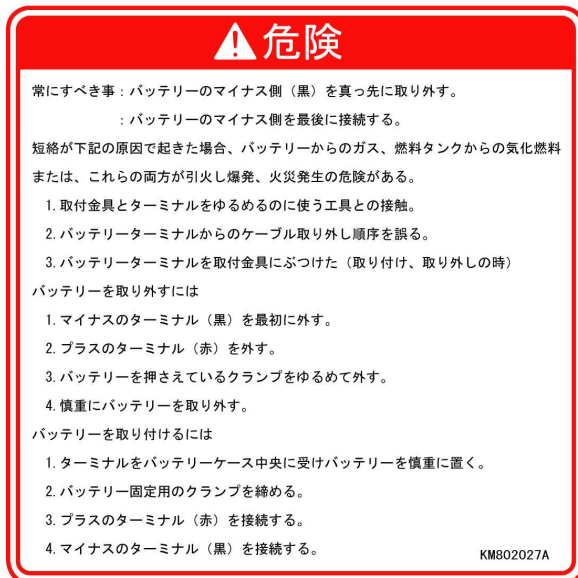 危険
常にすべき事：バッテリーのマイナス側（黒）を真っ先に取り外す。
：バッテリーのマイナス側を最後に接続する。
短絡が下記の原因で起きた場合、バッテリーからのガス、燃料タンクからの気化燃料
または、これらの両方が引火し爆発、火災発生の危険がある。
1. 取付金具とターミナルをゆるめるのに使う工具との接触。
2. バッテリーターミナルからのケーブル取り外し順序を誤る。
3. バッテリーターミナルを取付金具にぶつけた（取り付け、取り外しの時）
バッテリーを取り外すには
1. マイナスのターミナル（黒）を最初に外す。
2. プラスのターミナル（赤）を外す。
3. バッテリーを押さえているクランプをゆるめて外す。
4. 慎重にバッテリーを取り外す。
バッテリーを取り付けるには
1. ターミナルをバッテリーケース中央に受けバッテリーを慎重に置く。
2. バッテリー固定用のクランプを締める。
3. プラスのターミナル（赤）を接続する。
4. マイナスのターミナル（黒）を接続する。
KM802027A